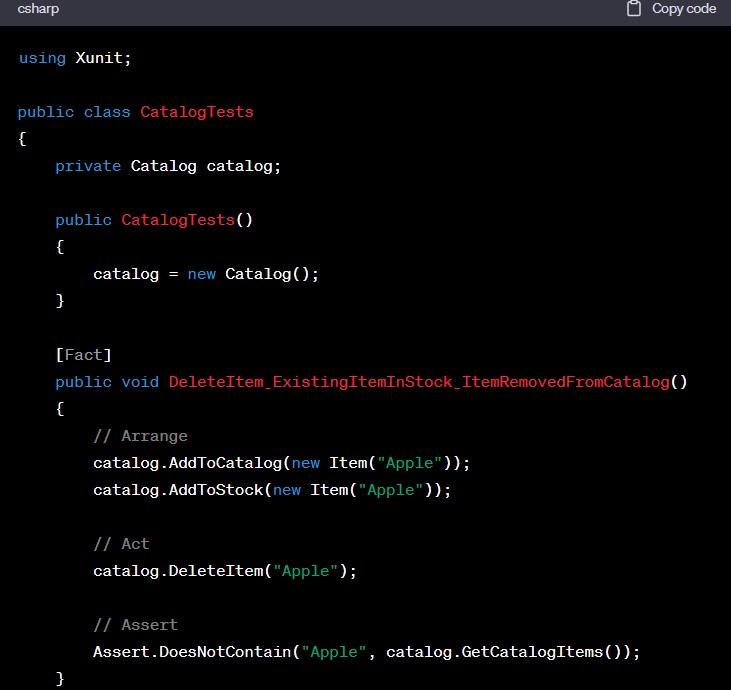 csharp Copy code
using Xunit;
public class CatalogTests
{
private Catalog catalog;
public CatalogTests()
{
catalog = new Catalog();
}
[Fact]
public void DeleteItem_ExistingItemInStock_ItemRemovedFromCatalog()
{
// Arrange
catalog.AddToCatalog(new Item("Apple"));
catalog.AddToStock(new Item("Apple"));
// Act
catalog.DeleteItem("Apple");
// Assert
Assert.DoesNotContain("Apple", catalog.GetCatalogItems());
}